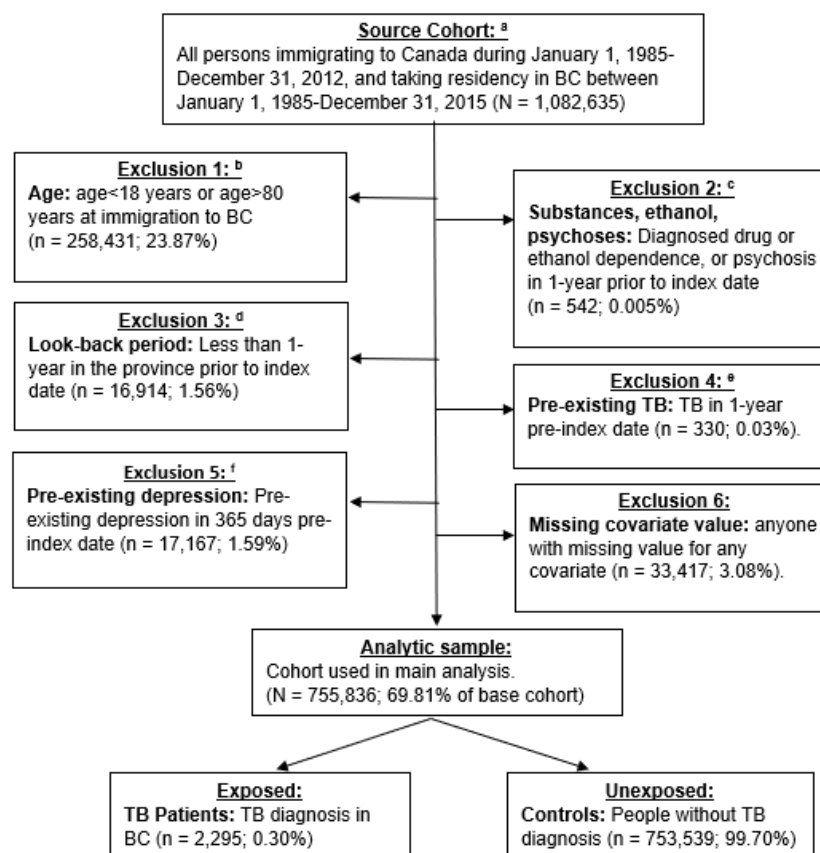 Source Cohort: a
All persons immigrating to Canada during January 1, 1985-
December 31, 2012, and taking residency in BC between
January 1, 1985-December 31, 2015 (N = 1,082,635)
Exclusion 1: b
Age: age<18 years or age>80
years at immigration to BC
(n = 258,431; 23.87%)
Exclusion 2: c
Substances, ethanol,
psychoses: Diagnosed drug or
ethanol dependence, or psychosis
in 1-year prior to index date
(n = 542; 0.005%)
Exclusion 3: d
Look-back period: Less than 1-
year in the province prior to index
date (n = 16,914; 1.56%)
Exclusion 4: e
Pre-existing TB: TB in 1-year
pre-index date (n = 330; 0.03%).
Exclusion 5: f
Pre-existing depression: Pre-
existing depression in 365 days pre-
index date (n = 17,167; 1.59%)
Exclusion 6:
Missing covariate value: anyone
with missing value for any
covariate (n = 33,417; 3.08%).
Analytic sample:
Cohort used in main analysis.
(N = 755,836; 69.81% of base cohort)
Exposed:
TB Patients: TB diagnosis in
BC (n = 2,295; 0.30%)
Unexposed:
Controls: People without TB
diagnosis (n = 753,539; 99.70%)